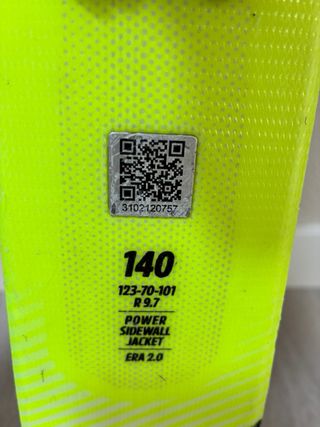 3102120757
140
123-70-101
R 9.7
POWER
SIDEWALL
JACKET
ERA 2.0